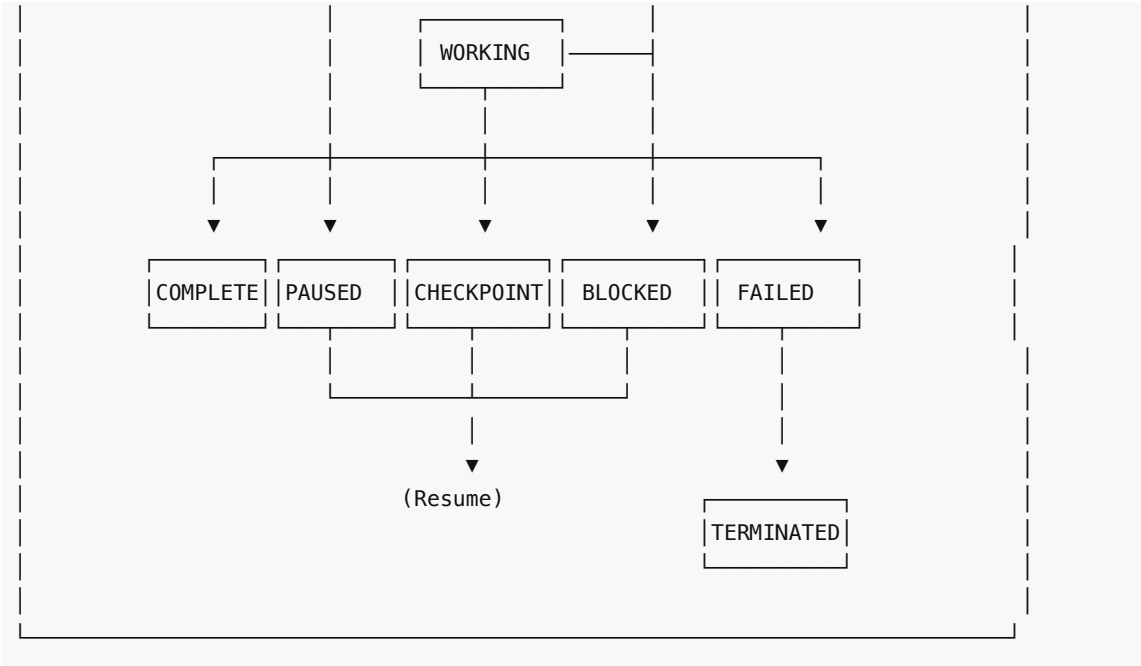 WORKING
COMPLETE PAUSED CHECKPOINT BLOCKED FAILED
(Resume)
TERMINATED